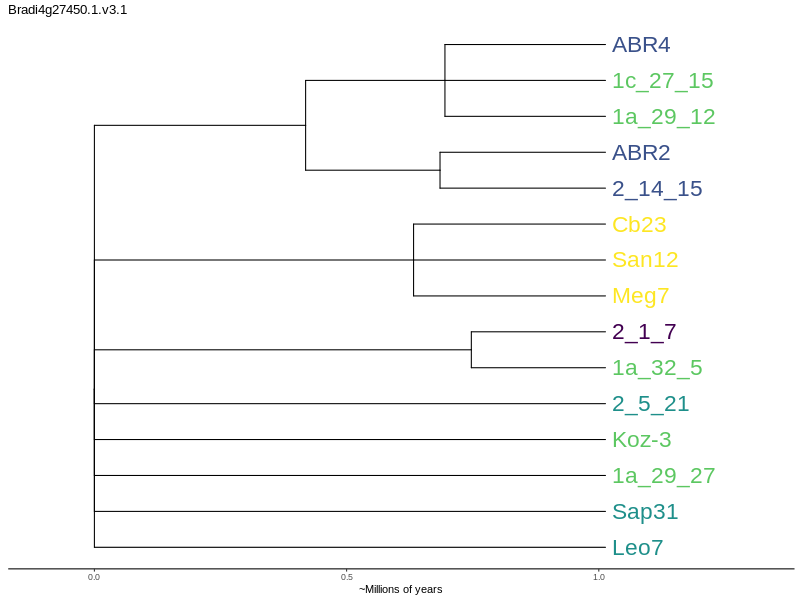 Bradi4g27450.1.v3.1
ABR4
1c_27_15
1a_29_12
ABR2
2_14_15
Cb23
San12
Meg7
2_1_7
1a_32_5
2_5_21
Koz-3
1a_29_27
Sap31
Leo7
0.0 0.5 1.0
~Millions of years